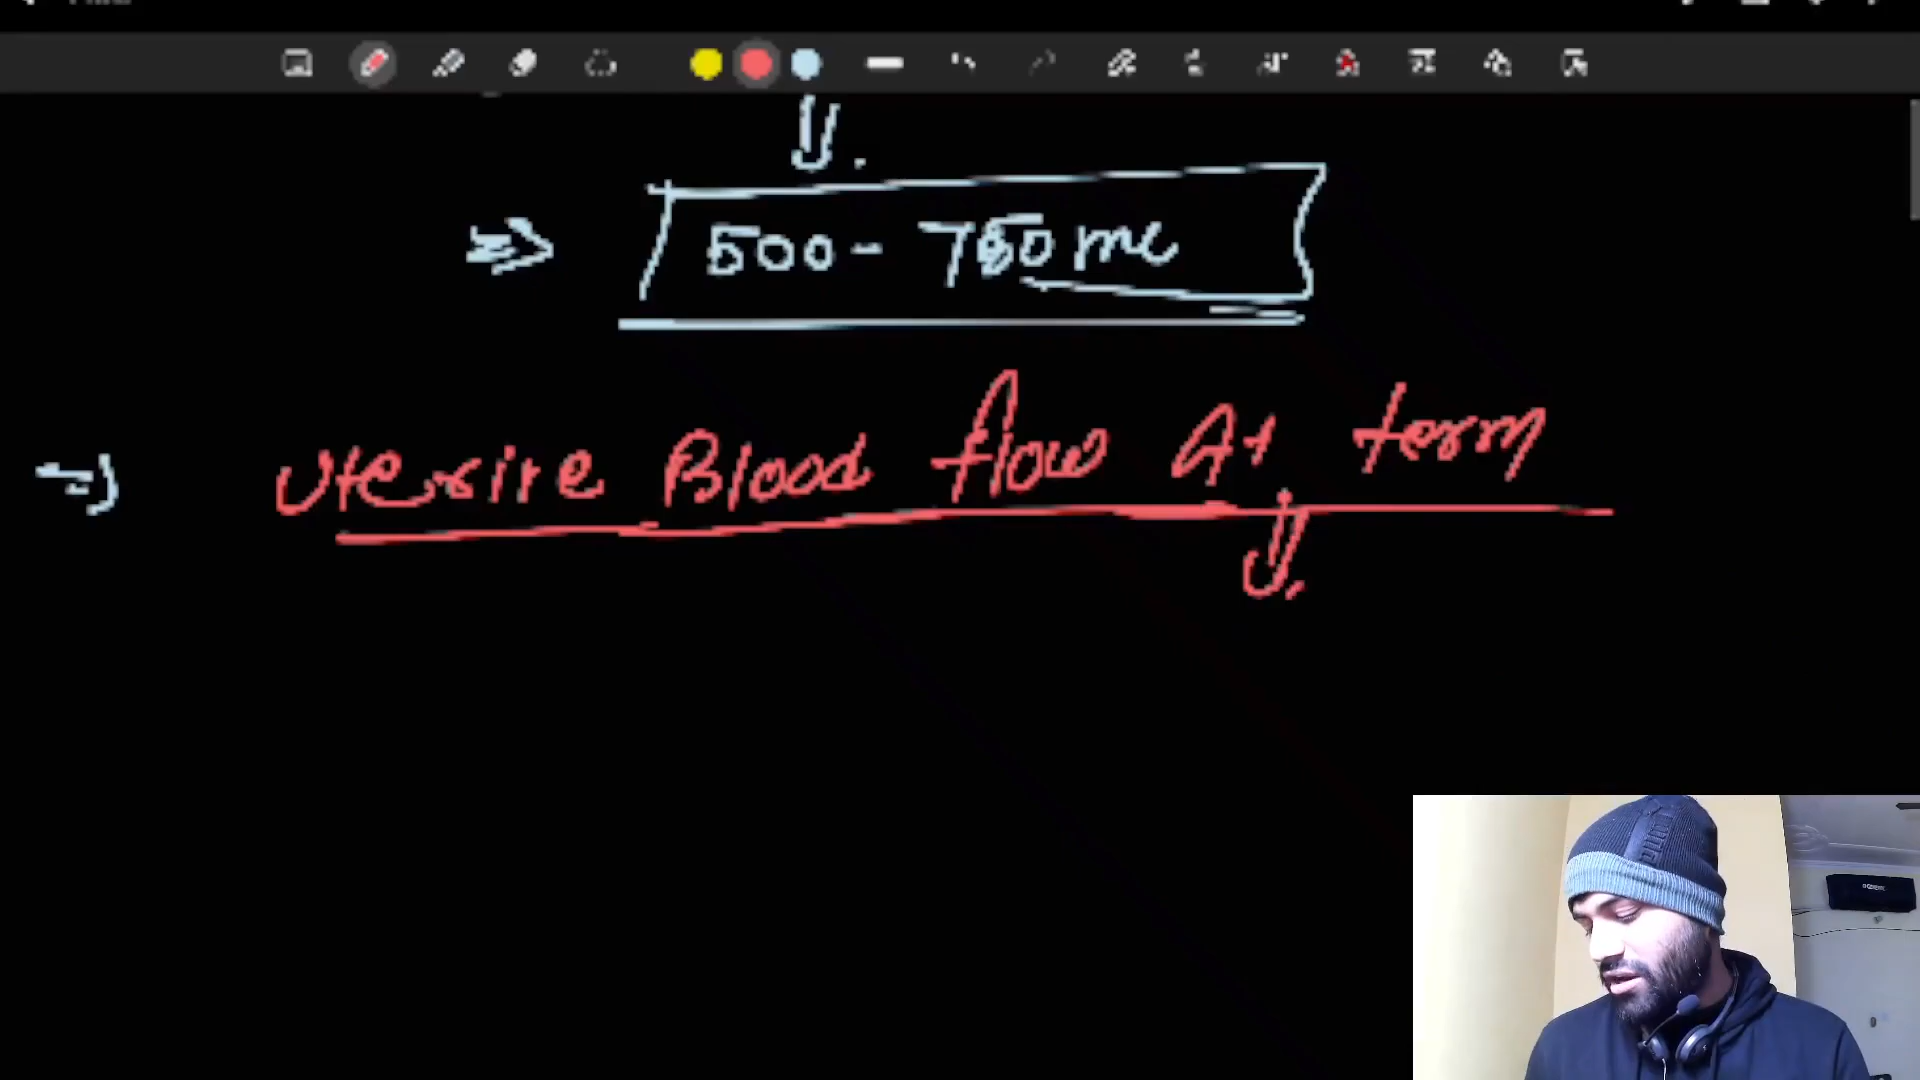 ⇒ 500 - 750 ml
⇒ Uterine Blood flow At term